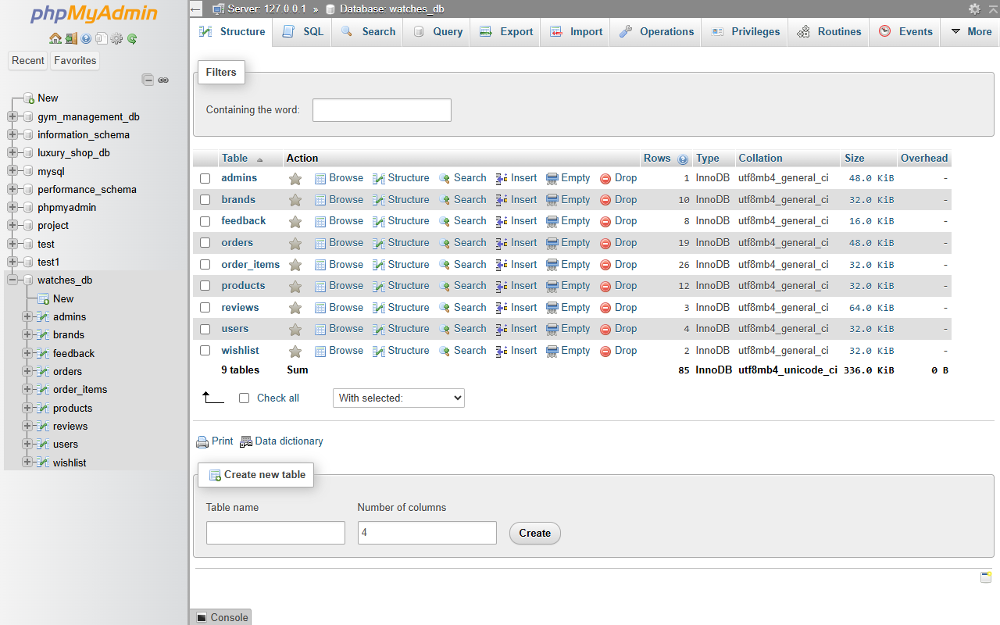 phpMyAdmin
Recent Favorites
New
gym_management_db
information_schema
luxury_shop_db
mysql
performance_schema
phpmyadmin
project
test
test1
watches_db
New
admins
brands
feedback
orders
order_items
products
reviews
users
wishlist
Server: 127.0.0.1 » Database: watches_db
Structure SQL Search Query Export Import Operations Privileges Routines Events More
Filters
Containing the word:
Table Action Rows Type Collation Size Overhead
admins Browse Structure Search Insert Empty Drop 1 InnoDB utf8mb4_general_ci 48.0 KiB -
brands Browse Structure Search Insert Empty Drop 10 InnoDB utf8mb4_general_ci 32.0 KiB -
feedback Browse Structure Search Insert Empty Drop 8 InnoDB utf8mb4_general_ci 16.0 KiB -
orders Browse Structure Search Insert Empty Drop 19 InnoDB utf8mb4_general_ci 48.0 KiB -
order_items Browse Structure Search Insert Empty Drop 26 InnoDB utf8mb4_general_ci 32.0 KiB -
products Browse Structure Search Insert Empty Drop 12 InnoDB utf8mb4_general_ci 32.0 KiB -
reviews Browse Structure Search Insert Empty Drop 3 InnoDB utf8mb4_general_ci 64.0 KiB -
users Browse Structure Search Insert Empty Drop 4 InnoDB utf8mb4_general_ci 32.0 KiB -
wishlist Browse Structure Search Insert Empty Drop 2 InnoDB utf8mb4_general_ci 32.0 KiB -
9 tables Sum 85 InnoDB utf8mb4_unicode_ci 336.0 KiB 0 B
Check all With selected:
Print Data dictionary
Create new table
Table name Number of columns
4 Create
Console